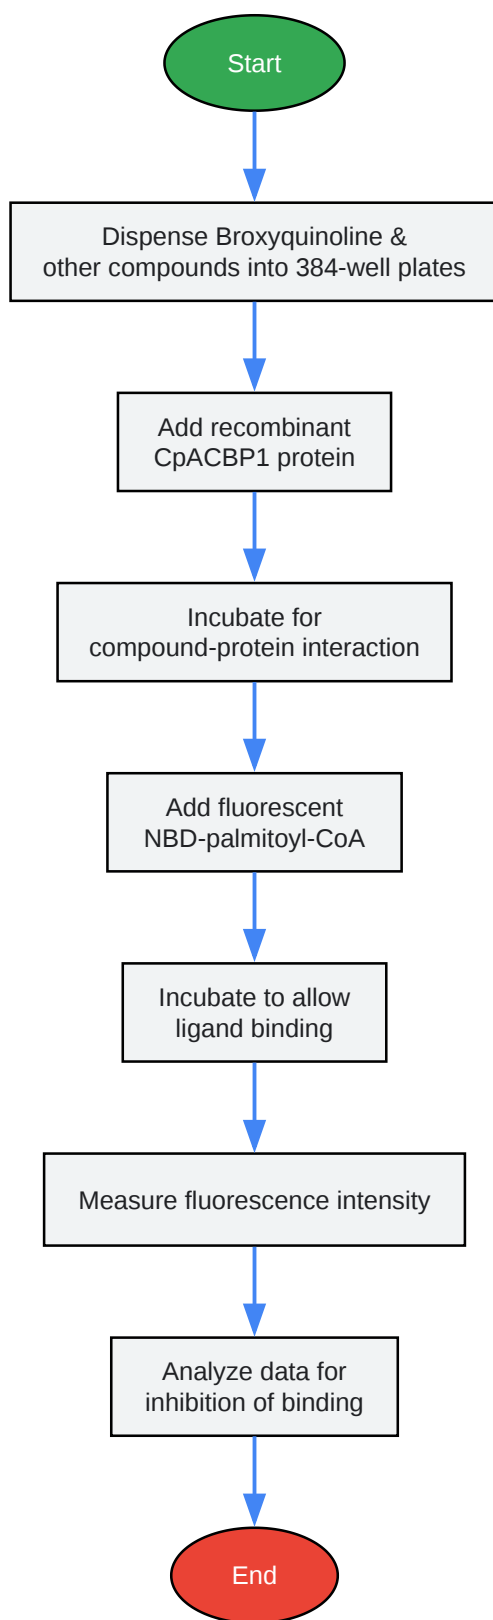 Start
Dispense Broxyquinoline &
other compounds into 384-well plates
Add recombinant
CpACBP1 protein
Incubate for
compound-protein interaction
Add fluorescent
NBD-palmitoyl-CoA
Incubate to allow
ligand binding
Measure fluorescence intensity
Analyze data for
inhibition of binding
End